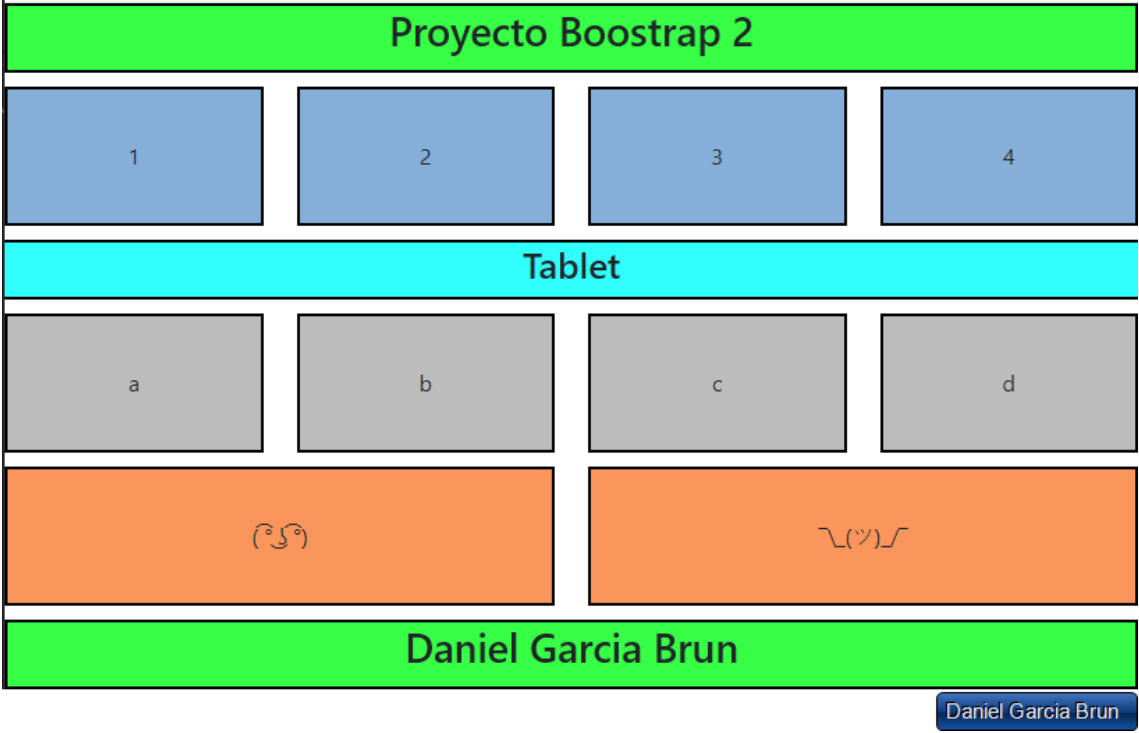 Proyecto Boostrap 2
1 2 3 4
Tablet
a b c d
( ͡° ͜ʖ ͡°) ¯\_(ツ)_/¯
Daniel Garcia Brun
Daniel Garcia Brun